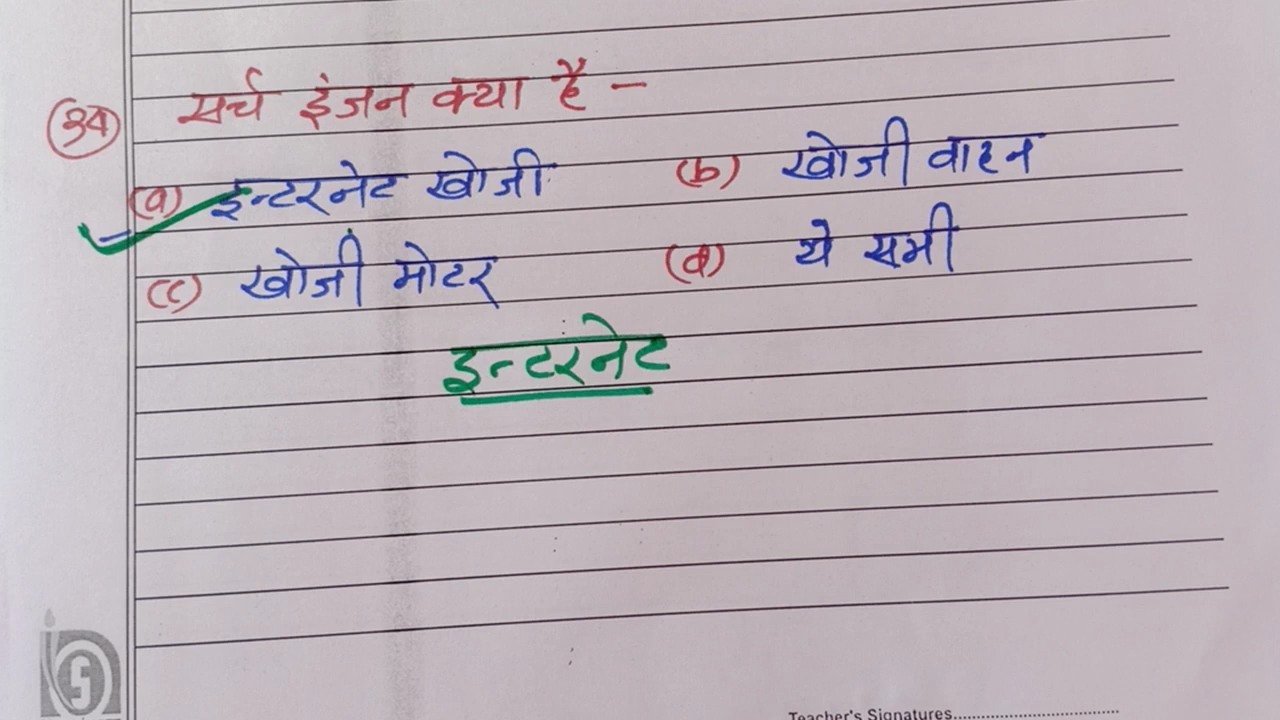 (34) सर्च इंजन क्या है -
(a) इन्टरनेट खोजी (b) खोजी वाहन
(c) खोजी मोटर (d) ये सभी
इन्टरनेट
Teacher's Signatures